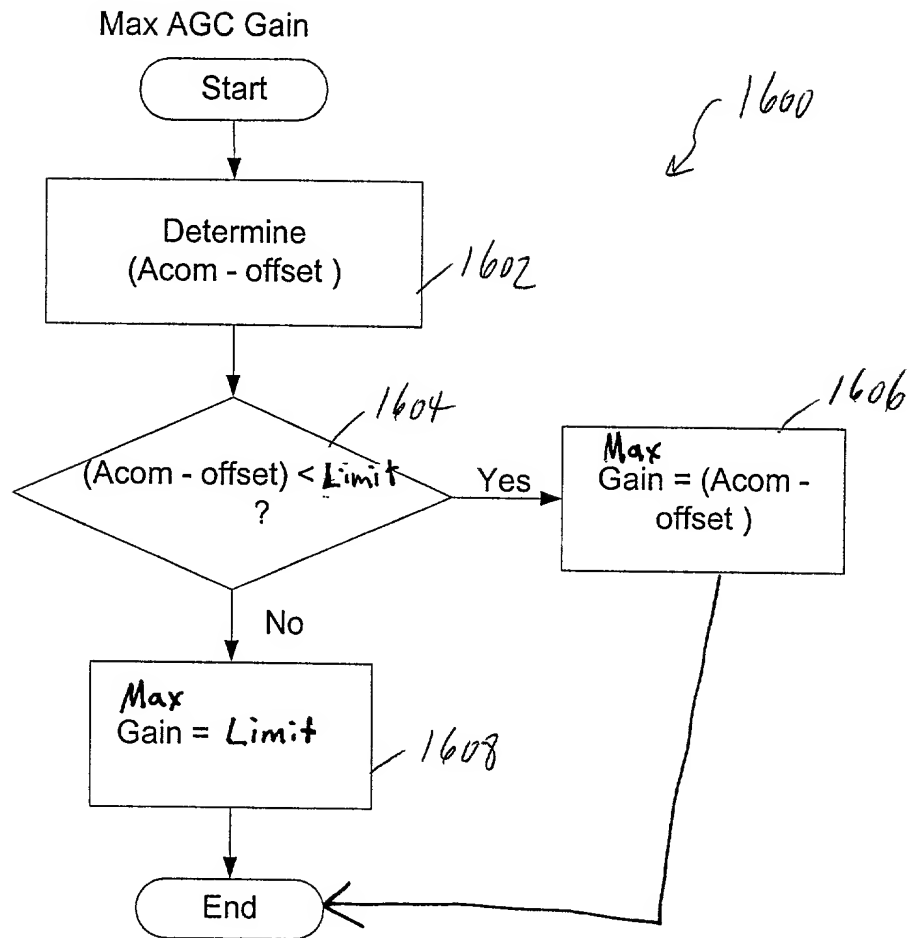 Max AGC Gain
Start
1600
Determine
(Acom - offset )
1602
1604
(Acom - offset) < Limit
?
Yes
1606
Max
Gain = (Acom -
offset )
No
Max
Gain = Limit
1608
End